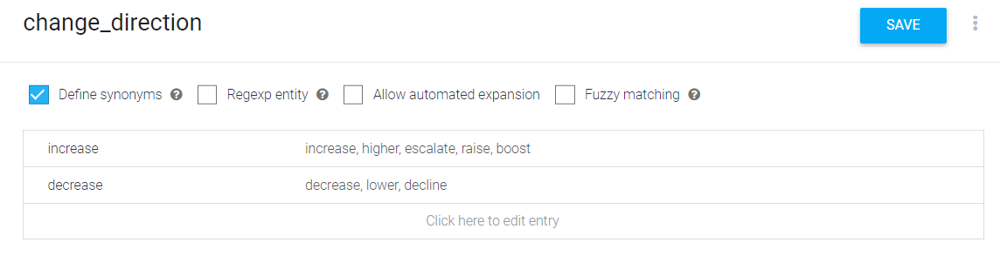 change_direction
SAVE
Define synonyms ? Regexp entity ? Allow automated expansion Fuzzy matching ?
increase increase, higher, escalate, raise, boost
decrease decrease, lower, decline
Click here to edit entry